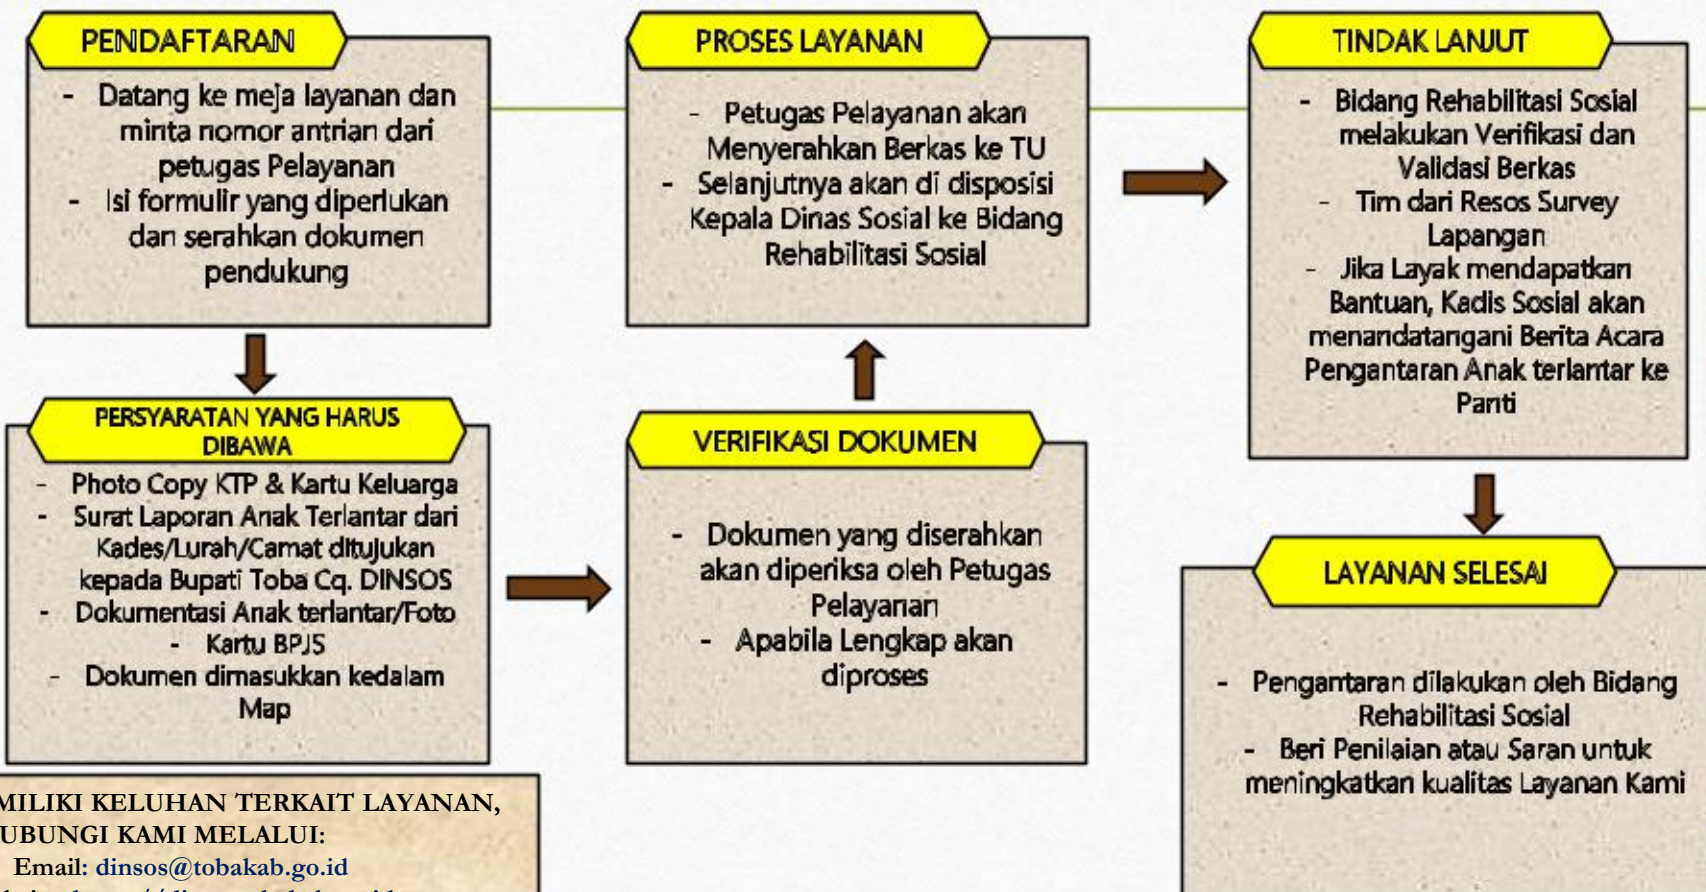 PENDAFTARAN
- Datang ke meja layanan dan
minta nomor antrian dari
petugas Pelayanan
- Isi formulir yang diperlukan
dan serahkan dokumen
pendukung
PERSYARATAN YANG HARUS
DIBAWA
- Photo Copy KTP & Kartu Keluarga
- Surat Laporan Anak Terlantar dari
Kades/Lurah/Camat ditujukan
kepada Bupati Toba Cq. DINSOS
- Dokumentasi Anak terlantar/Foto
- Kartu BPJS
- Dokumen dimasukkan kedalam
Map
VERIFIKASI DOKUMEN
- Dokumen yang diserahkan
akan diperiksa oleh Petugas
Pelayanan
- Apabila Lengkap akan
diproses
PROSES LAYANAN
- Petugas Pelayanan akan
Menyerahkan Berkas ke TU
- Selanjutnya akan di disposisi
Kepala Dinas Sosial ke Bidang
Rehabilitasi Sosial
TINDAK LANJUT
- Bidang Rehabilitasi Sosial
melakukan Verifikasi dan
Validasi Berkas
- Tim dari Resos Survey
Lapangan
- Jika Layak mendapatkan
Bantuan, Kadis Sosial akan
menandatangani Berita Acara
Pengantaran Anak terlantar ke
Panti
LAYANAN SELESAI
- Pengantaran dilakukan oleh Bidang
Rehabilitasi Sosial
- Beri Penilaian atau Saran untuk
meningkatkan kualitas Layanan Kami
MILIKI KELUHAN TERKAIT LAYANAN,
UBUNGI KAMI MELALUI:
Email: dinsos@tobakab.go.id